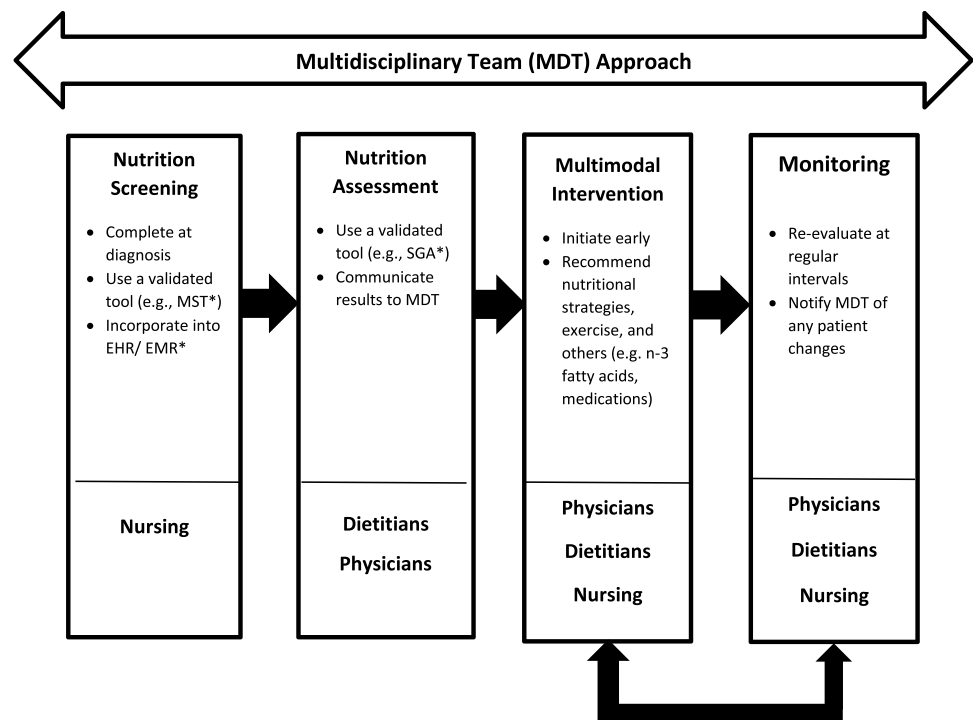 Multidisciplinary Team (MDT) Approach
Nutrition
Screening
• Complete at
diagnosis
• Use a validated
tool (e.g., MST*)
• Incorporate into
EHR/ EMR*
Nursing
Nutrition
Assessment
• Use a validated
tool (e.g., SGA*)
• Communicate
results to MDT
Dietitians
Physicians
Multimodal
Intervention
• Initiate early
• Recommend
nutritional
strategies,
exercise, and
others (e.g. n-3
fatty acids,
medications)
Physicians
Dietitians
Nursing
Monitoring
• Re-evaluate at
regular
intervals
• Notify MDT of
any patient
changes
Physicians
Dietitians
Nursing